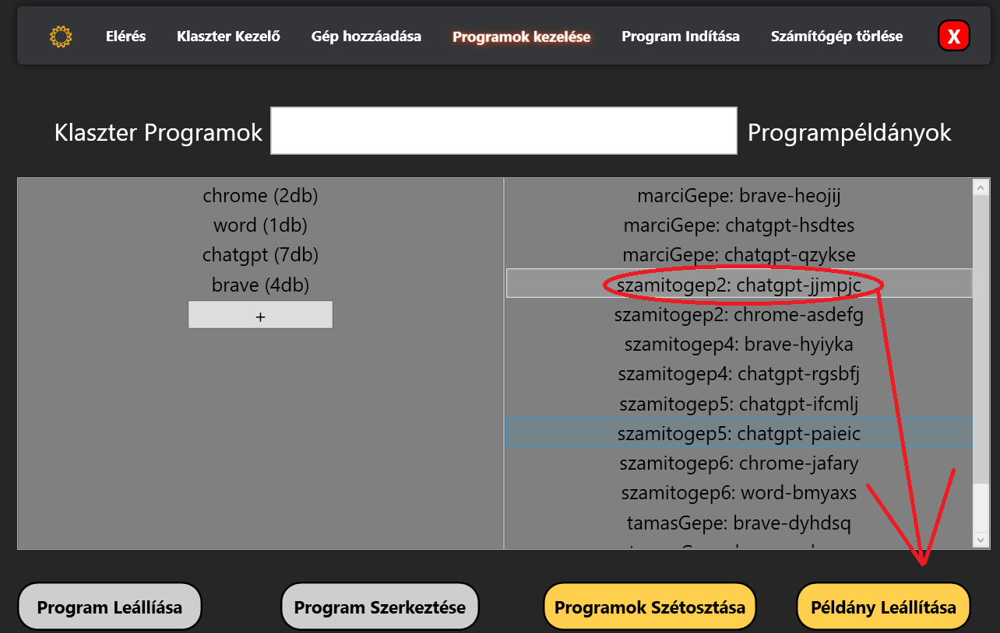 Elérés Klaszter Kezelő Gép hozzáadása Programok kezelése Program Indítása Számítógép törlése X
Klaszter Programok Programpéldányok
chrome (2db)
word (1db)
chatgpt (7db)
brave (4db)
+
marciGepe: brave-heojij
marciGepe: chatgpt-hsdtes
marciGepe: chatgpt-qzykse
szamitogep2: chatgpt-jjmpjc
szamitogep2: chrome-asdefg
szamitogep4: brave-hyiyka
szamitogep4: chatgpt-rgsbfj
szamitogep5: chatgpt-ifcmlj
szamitogep5: chatgpt-paieic
szamitogep6: chrome-jafary
szamitogep6: word-bmyaxs
tamasGepe: brave-dyhdsq
Program Leállíása Program Szerkeztése Programok Szétosztása Példány Leállítása